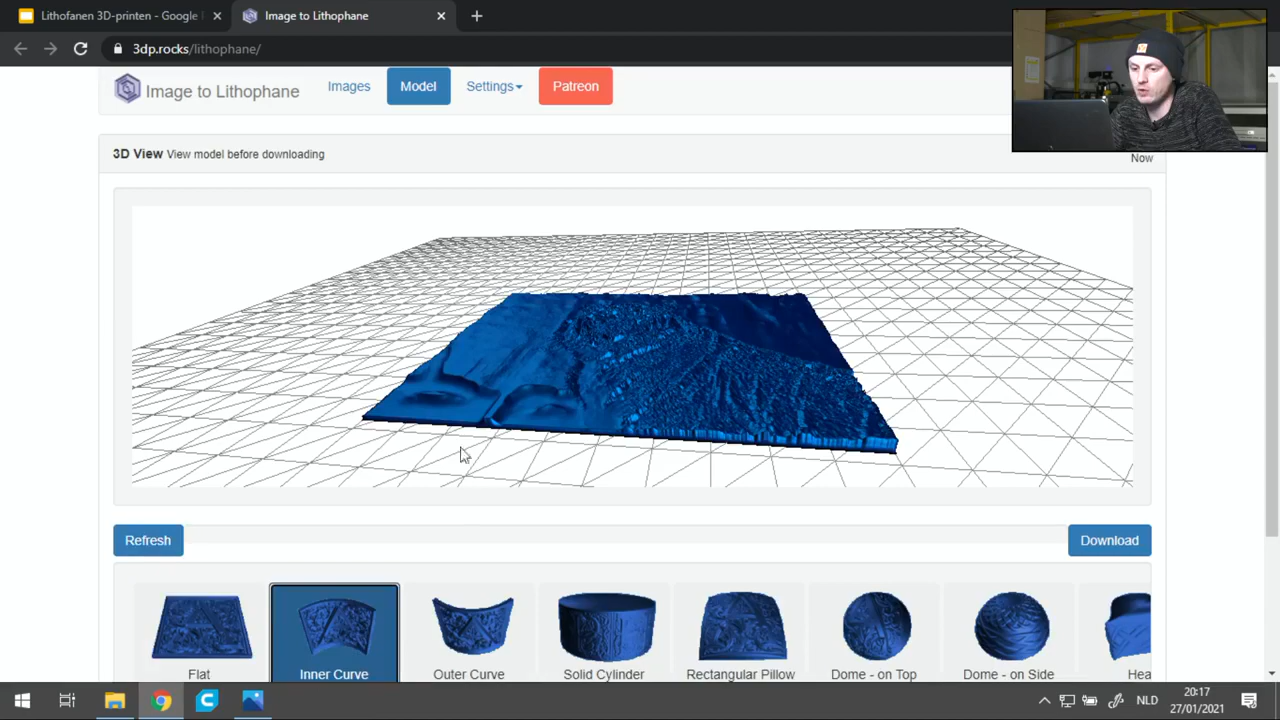 Lithofanen 3D-printen - Google
Image to Lithophane
3dp.rocks/lithophane/
Image to Lithophane
Images
Model
Settings
Patreon
3D View View model before downloading
Now
Refresh
Download
Flat
Inner Curve
Outer Curve
Solid Cylinder
Rectangular Pillow
Dome - on Top
Dome - on Side
Hea
NLD
20:17
27/01/2021